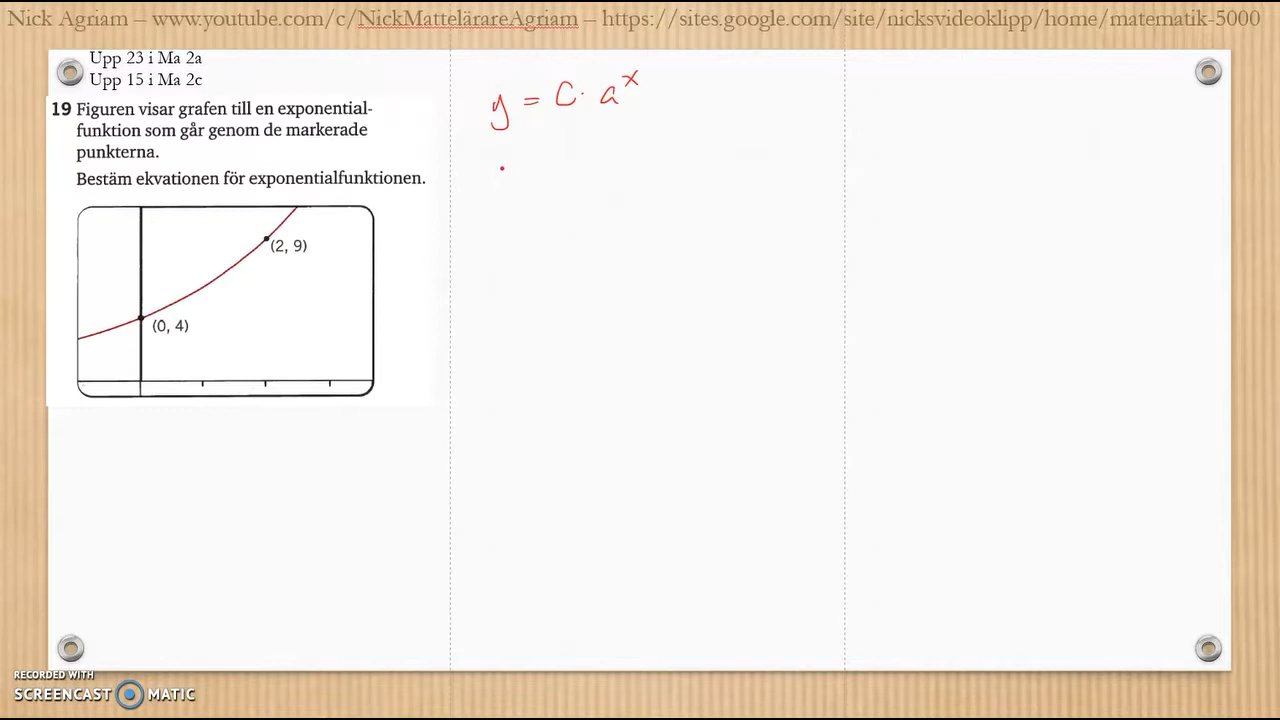 Nick Agriam – www.youtube.com/c/NickMattelärareAgriam – https://sites.google.com/site/nicksvideoklipp/home/matematik-5000
Upp 23 i Ma 2a
Upp 15 i Ma 2c
19 Figuren visar grafen till en exponential-
funktion som går genom de markerade
punkterna.
Bestäm ekvationen för exponentialfunktionen.
(2, 9)
(0, 4)
y = C · a^x
RECORDED WITH
SCREENCAST MATIC